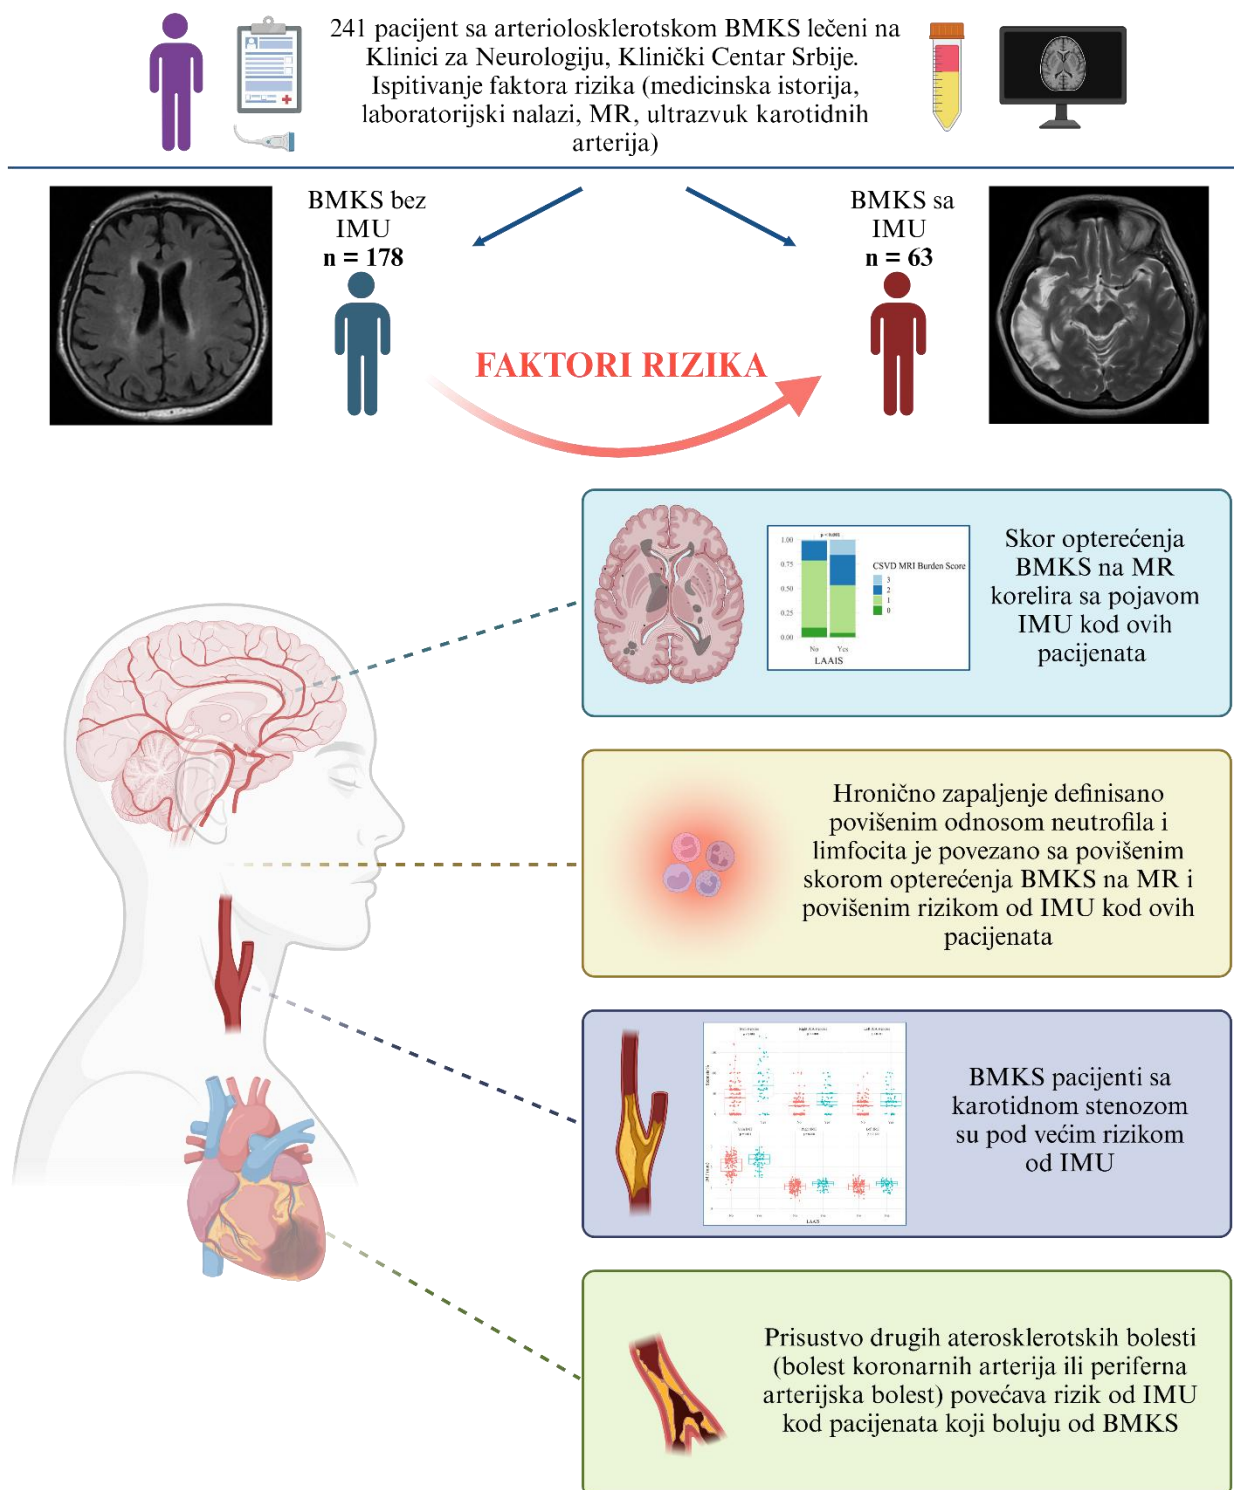 241 pacijent sa arteriolosklerotskom BMKS lečeni na
Klinici za Neurologiju, Klinički Centar Srbije.
Ispitivanje faktora rizika (medicinska istorija,
laboratorijski nalazi, MR, ultrazvuk karotidnih
arterija)
BMKS bez
IMU
n = 178
BMKS sa
IMU
n = 63
FAKTORI RIZIKA
1.00
0.75
0.50
0.25
0.00
No
Yes
LAAIS
CSVD MRI Burden Score
3
2
1
0
Skor opterećenja
BMKS na MR
korelira sa pojavom
IMU kod ovih
pacijenata
Hronično zapaljenje definisano
povišenim odnosom neutrofila i
limfocita je povezano sa povišenim
skorom opterećenja BMKS na MR i
povišenim rizikom od IMU kod ovih
pacijenata
LAAIS
BMKS pacijenti sa
karotidnom stenozom
su pod većim rizikom
od IMU
Prisustvo drugih aterosklerotskih bolesti
(bolest koronarnih arterija ili periferna
arterijska bolest) povećava rizik od IMU
kod pacijenata koji boluju od BMKS